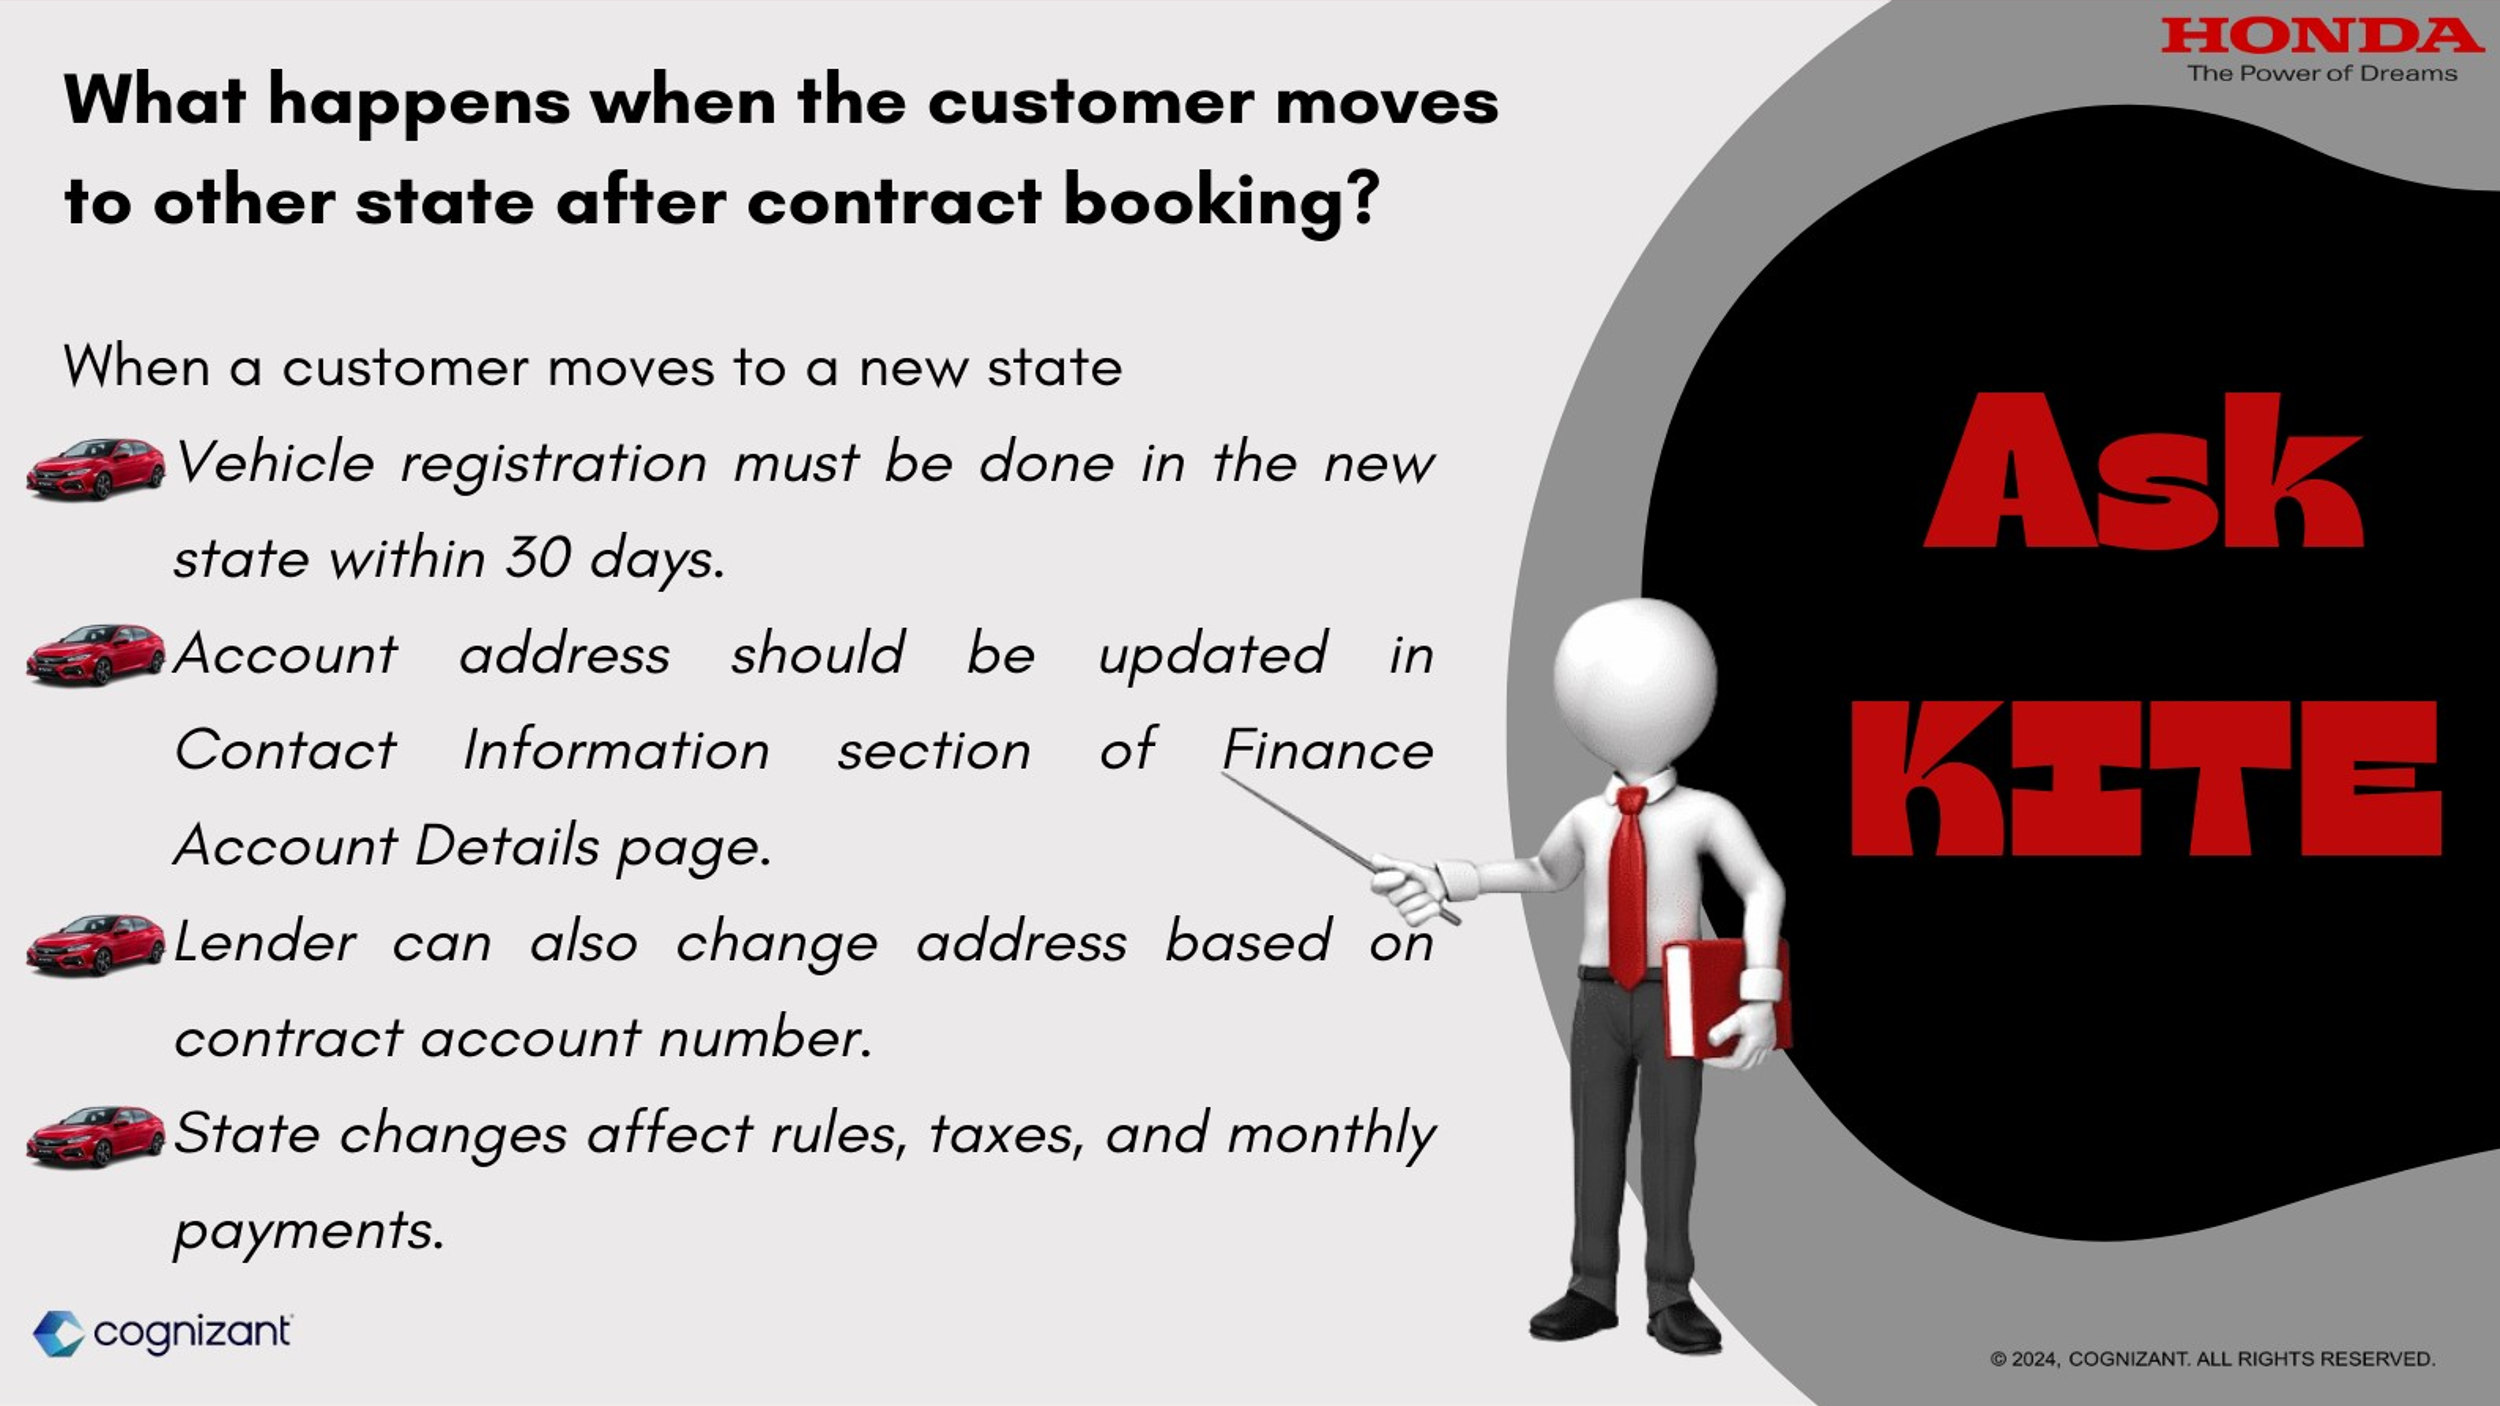 HONDA
The Power of Dreams
What happens when the customer moves
to other state after contract booking?
When a customer moves to a new state
Vehicle registration must be done in the new
state within 30 days.
Account address should be updated in
Contact Information section of Finance
Account Details page.
Lender can also change address based on
contract account number.
State changes affect rules, taxes, and monthly
payments.
Ask
KITE
cognizant
© 2024, COGNIZANT. ALL RIGHTS RESERVED.